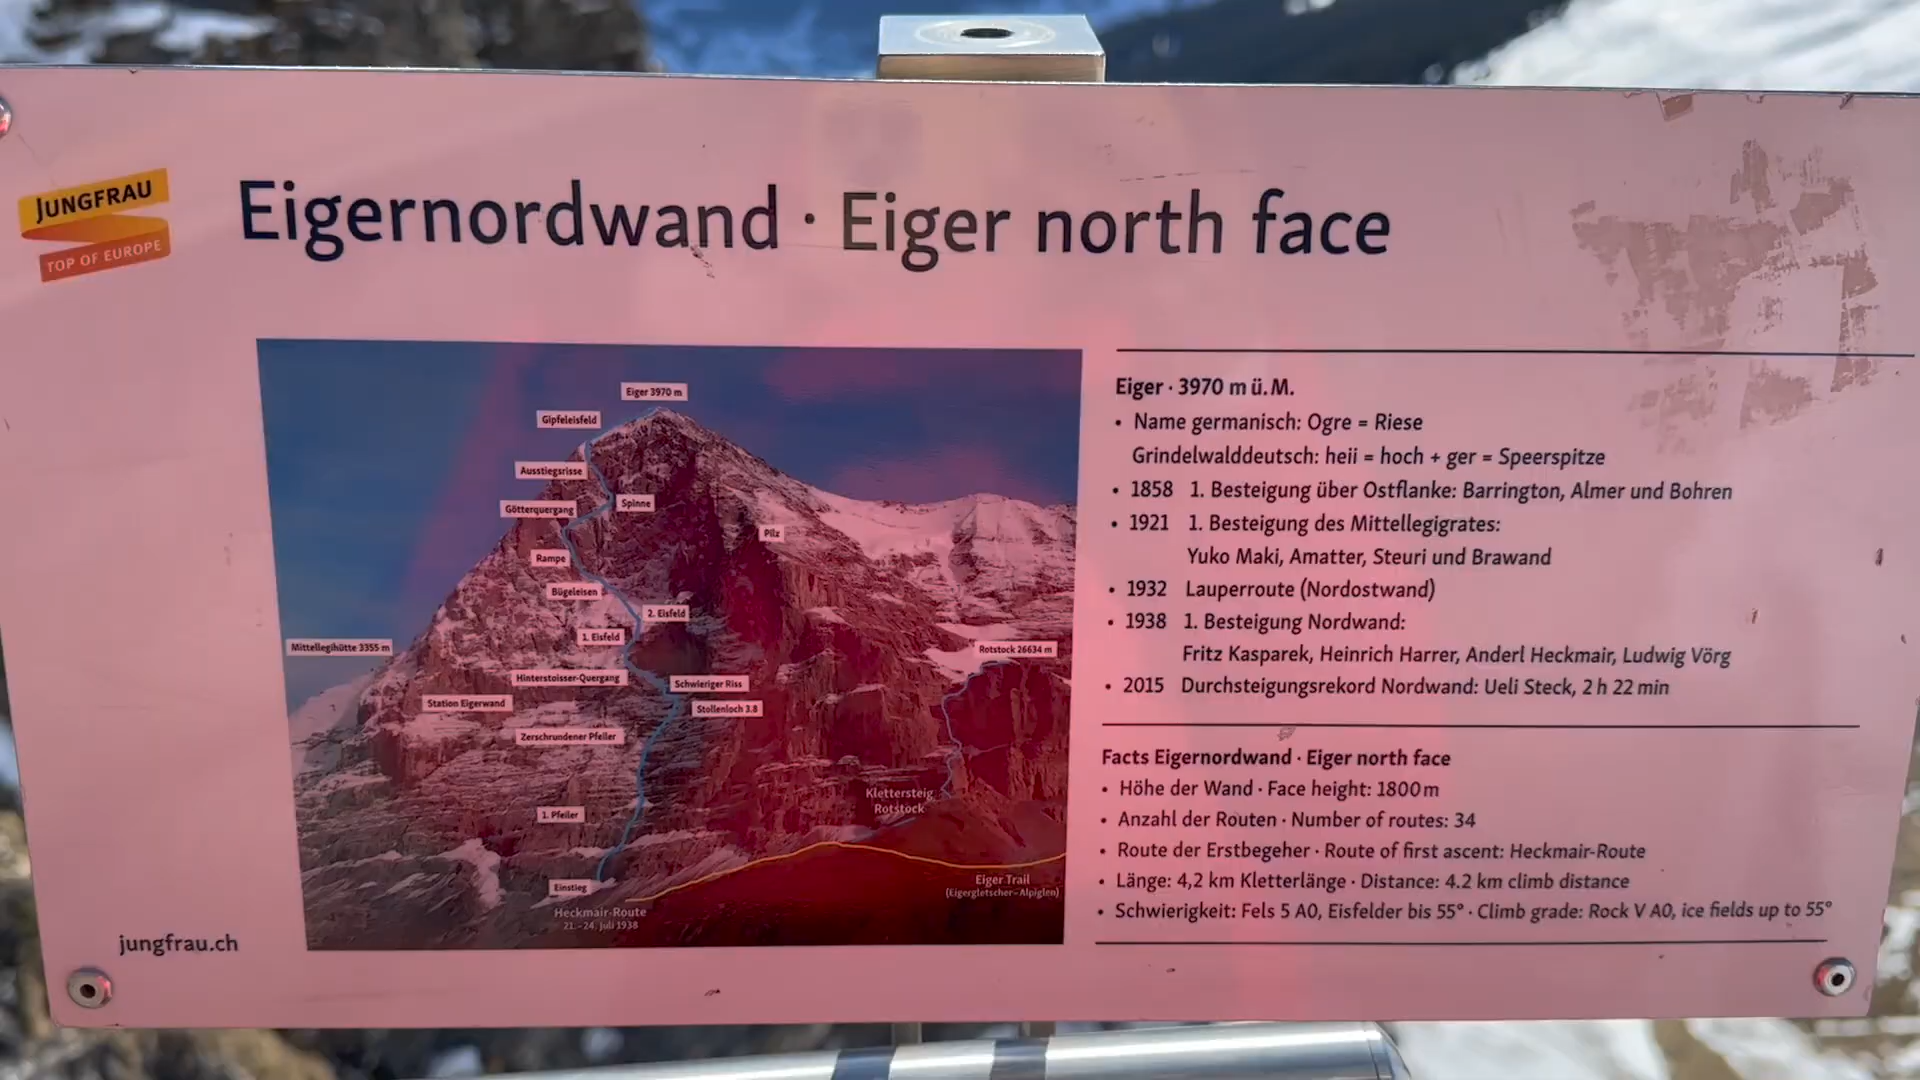 JUNGFRAU
TOP OF EUROPE
Eigernordwand · Eiger north face
Eiger 3970 m
Gipfeleisfeld
Ausstiegsrisse
Spinne
Götterquergang
Pilz
Rampe
Bügeleisen
2. Eisfeld
1. Eisfeld
Mittellegihütte 3355 m
Rotstock 26634 m
Hinterstoisser-Quergang
Schwieriger Riss
Station Eigerwand
Stollenloch 3.8
Zerschrundener Pfeiler
Klettersteig
Rotstock
1. Pfeiler
Einstieg
Eiger Trail
(Eigergletscher–Alpiglen)
Heckmair-Route
21.–24. Juli 1938
Eiger · 3970 m ü. M.
• Name germanisch: Ogre = Riese
Grindelwalddeutsch: heii = hoch + ger = Speerspitze
• 1858 1. Besteigung über Ostflanke: Barrington, Almer und Bohren
• 1921 1. Besteigung des Mittellegigrates:
Yuko Maki, Amatter, Steuri und Brawand
• 1932 Lauperroute (Nordostwand)
• 1938 1. Besteigung Nordwand:
Fritz Kasparek, Heinrich Harrer, Anderl Heckmair, Ludwig Vörg
• 2015 Durchsteigungsrekord Nordwand: Ueli Steck, 2 h 22 min
Facts Eigernordwand · Eiger north face
• Höhe der Wand · Face height: 1800 m
• Anzahl der Routen · Number of routes: 34
• Route der Erstbegeher · Route of first ascent: Heckmair-Route
• Länge: 4,2 km Kletterlänge · Distance: 4.2 km climb distance
• Schwierigkeit: Fels 5 A0, Eisfelder bis 55° · Climb grade: Rock V A0, ice fields up to 55°
jungfrau.ch